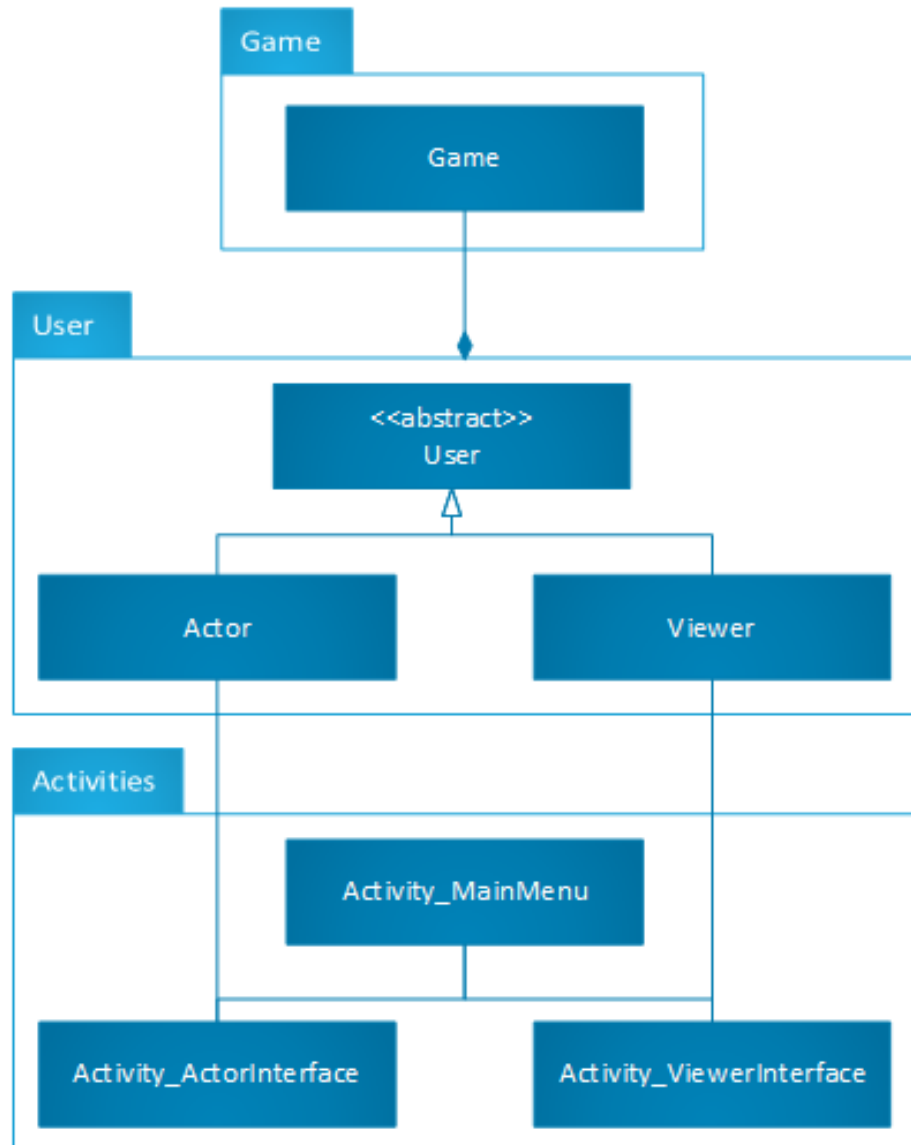 Game
Game
User
<<abstract>>
User
Actor
Viewer
Activities
Activity_MainMenu
Activity_ActorInterface
Activity_ViewerInterface